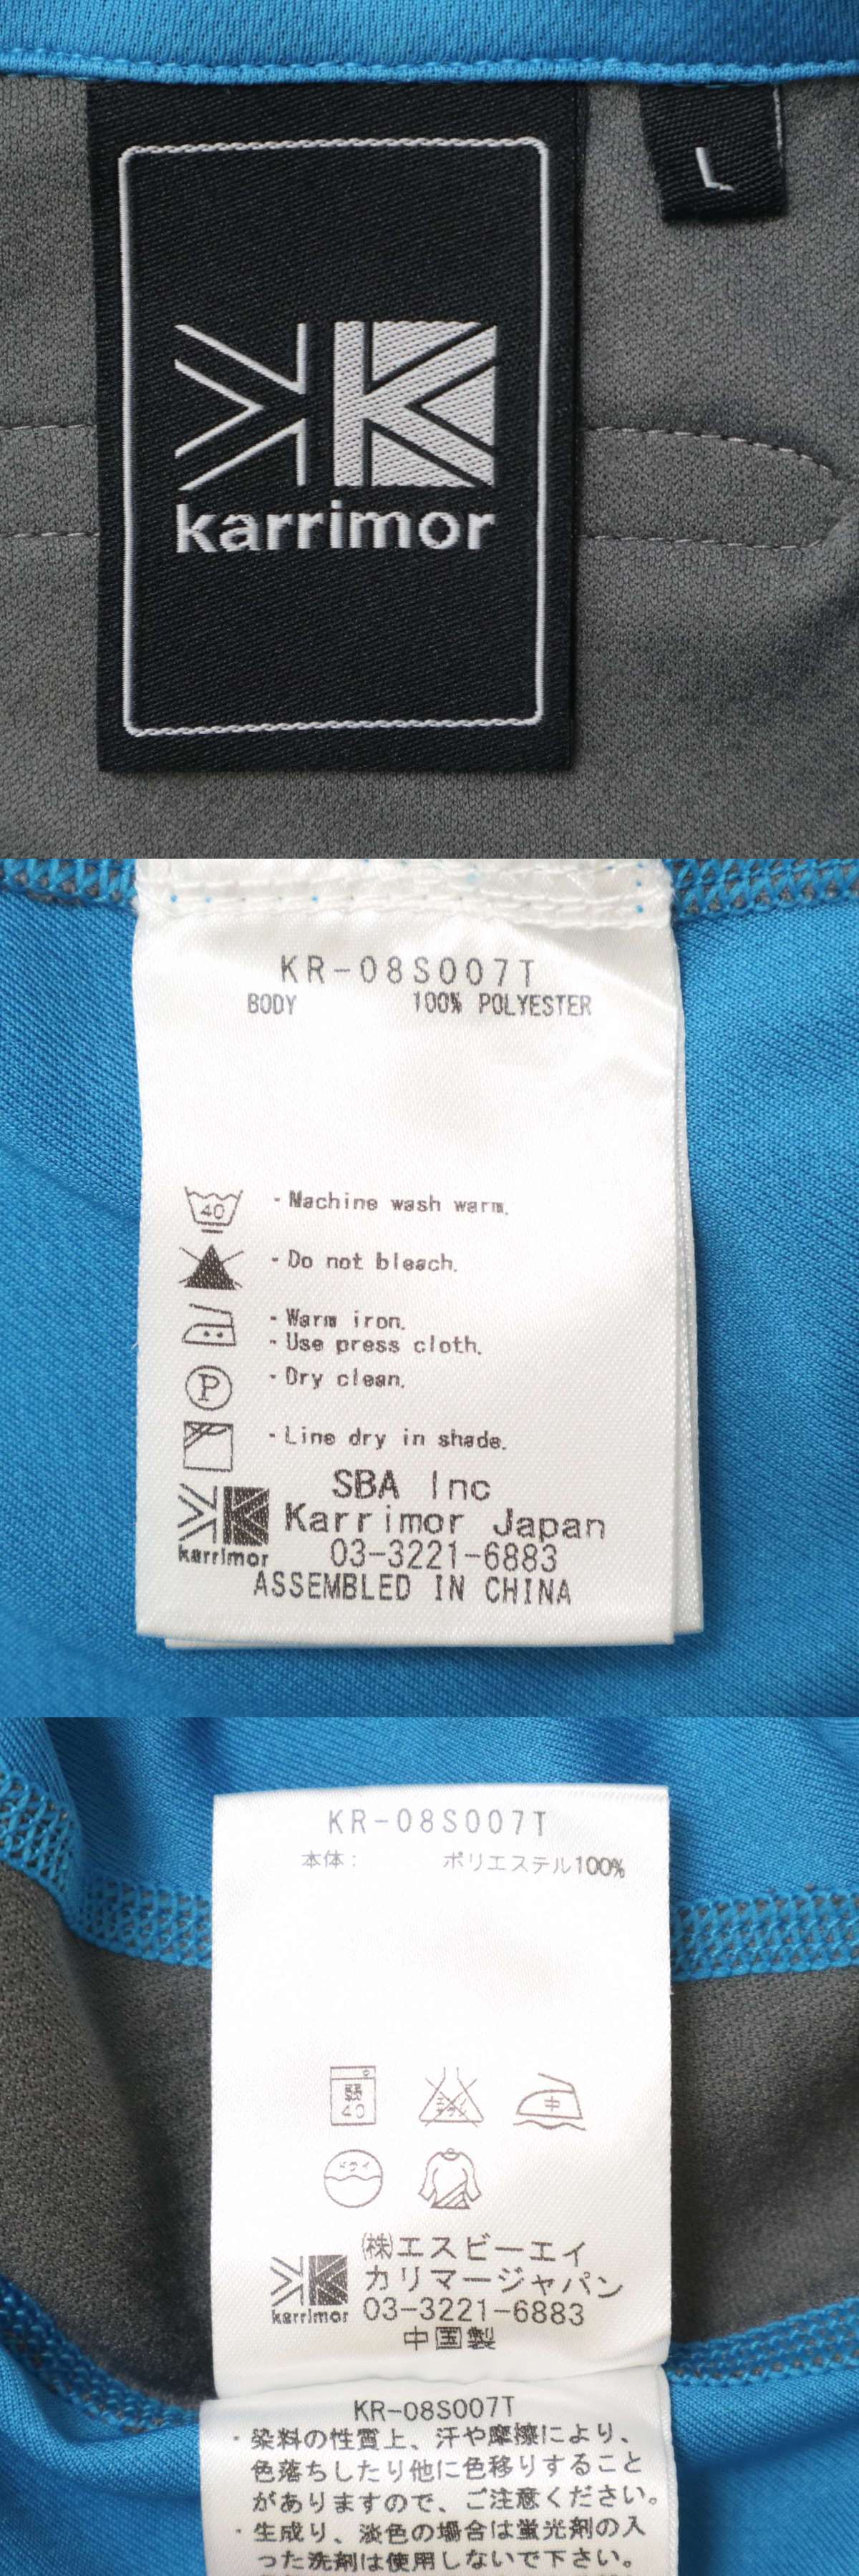 L
karrimor
KR-08S007T
BODY 100% POLYESTER
40 - Machine wash warm.
- Do not bleach.
- Warm iron.
- Use press cloth.
P - Dry clean.
- Line dry in shade.
SBA Inc
Karrimor Japan
karrimor 03-3221-6883
ASSEMBLED IN CHINA
KR-08S007T
本体: ポリエステル100%
弱 中
40
ドライ
㈱エスビーエイ
カリマージャパン
karrimor 03-3221-6883
中国製
KR-08S007T
・染料の性質上、汗や摩擦により、
色落ちしたり他に色移りすること
がありますので、ご注意ください。
・生成り、淡色の場合は蛍光剤の入
った洗剤は使用しないで下さい。